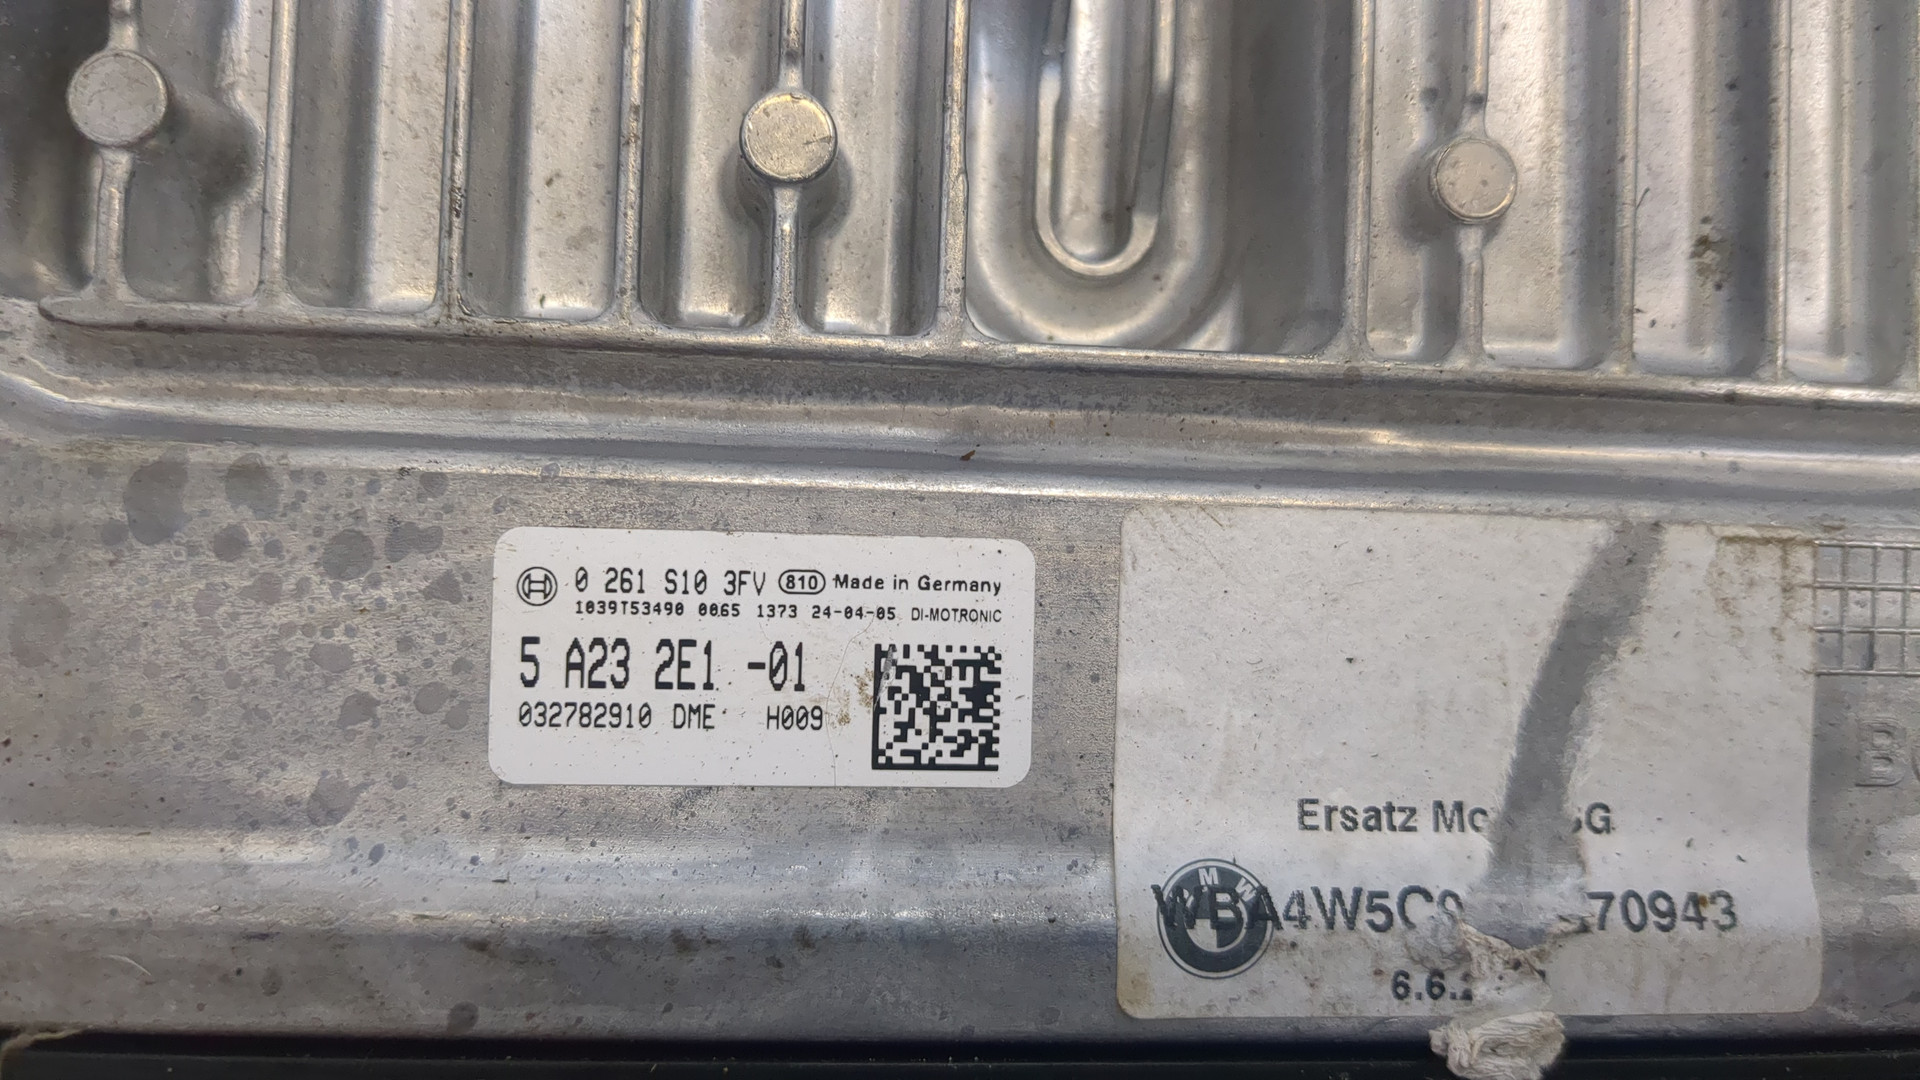 0 261 S10 3FV 810 Made in Germany
1039T53490 0065 1373 24-04-05 DI-MOTRONIC
5 A23 2E1 -01
032782910 DME H009
Ersatz
BMW
70943